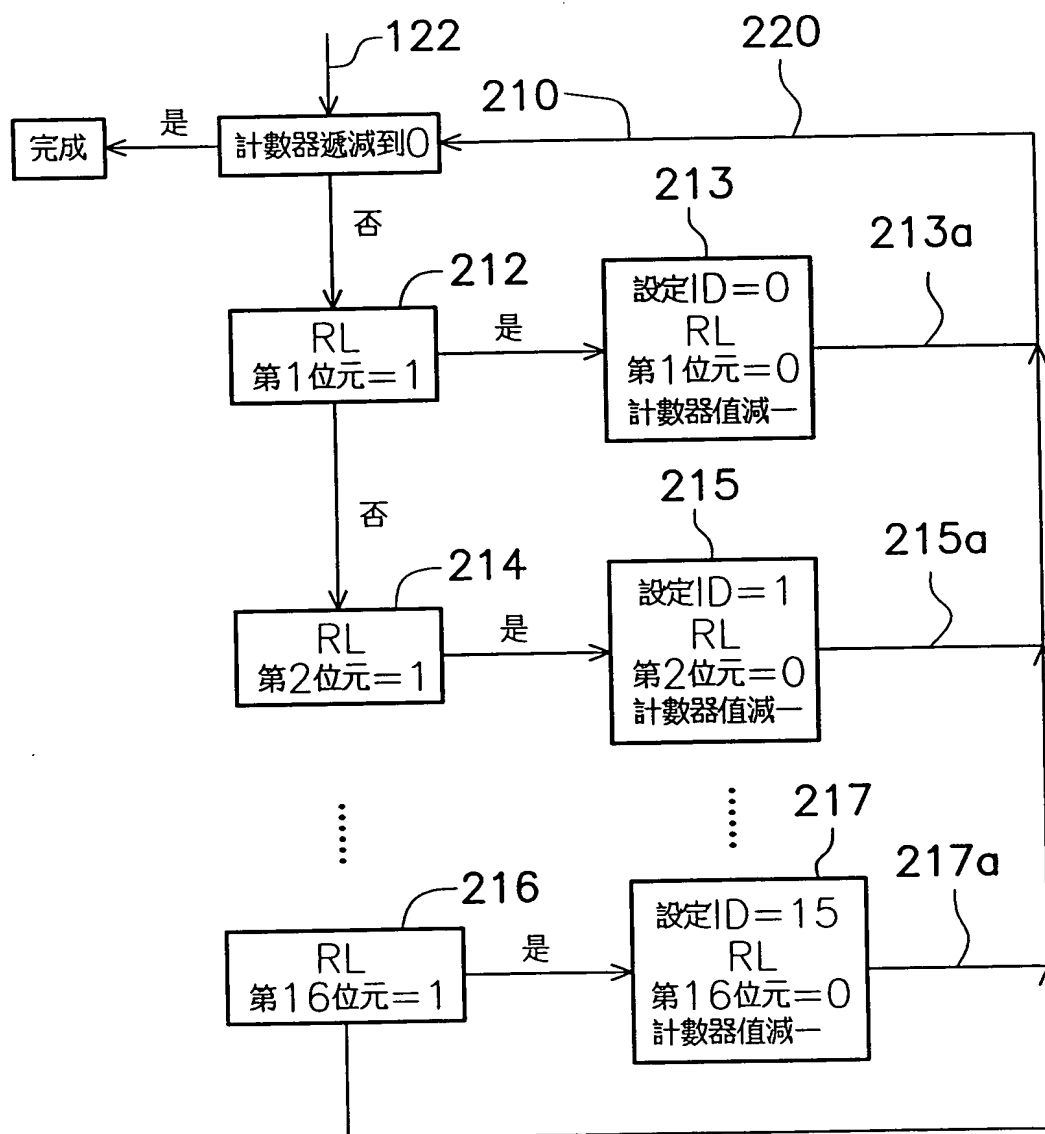 122
220
210
完成
是
計數器遞減到0
否
213
213a
212
設定ID=0
RL
第1位元=0
計數器值減一
RL
第1位元=1
是
否
215
215a
214
設定ID=1
RL
第2位元=0
計數器值減一
RL
第2位元=1
是
217
217a
216
設定ID=15
RL
第16位元=0
計數器值減一
RL
第16位元=1
是